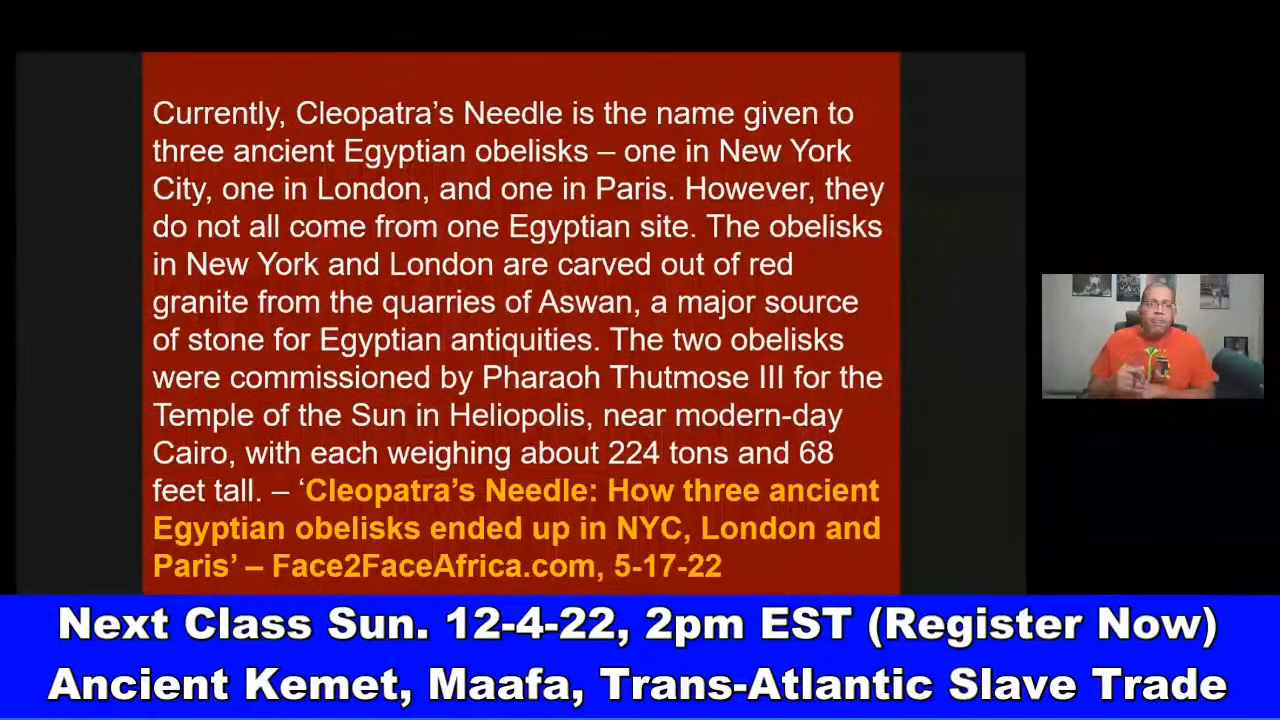 Currently, Cleopatra’s Needle is the name given to
three ancient Egyptian obelisks – one in New York
City, one in London, and one in Paris. However, they
do not all come from one Egyptian site. The obelisks
in New York and London are carved out of red
granite from the quarries of Aswan, a major source
of stone for Egyptian antiquities. The two obelisks
were commissioned by Pharaoh Thutmose III for the
Temple of the Sun in Heliopolis, near modern-day
Cairo, with each weighing about 224 tons and 68
feet tall. – ‘Cleopatra’s Needle: How three ancient
Egyptian obelisks ended up in NYC, London and
Paris’ – Face2FaceAfrica.com, 5-17-22
Next Class Sun. 12-4-22, 2pm EST (Register Now)
Ancient Kemet, Maafa, Trans-Atlantic Slave Trade